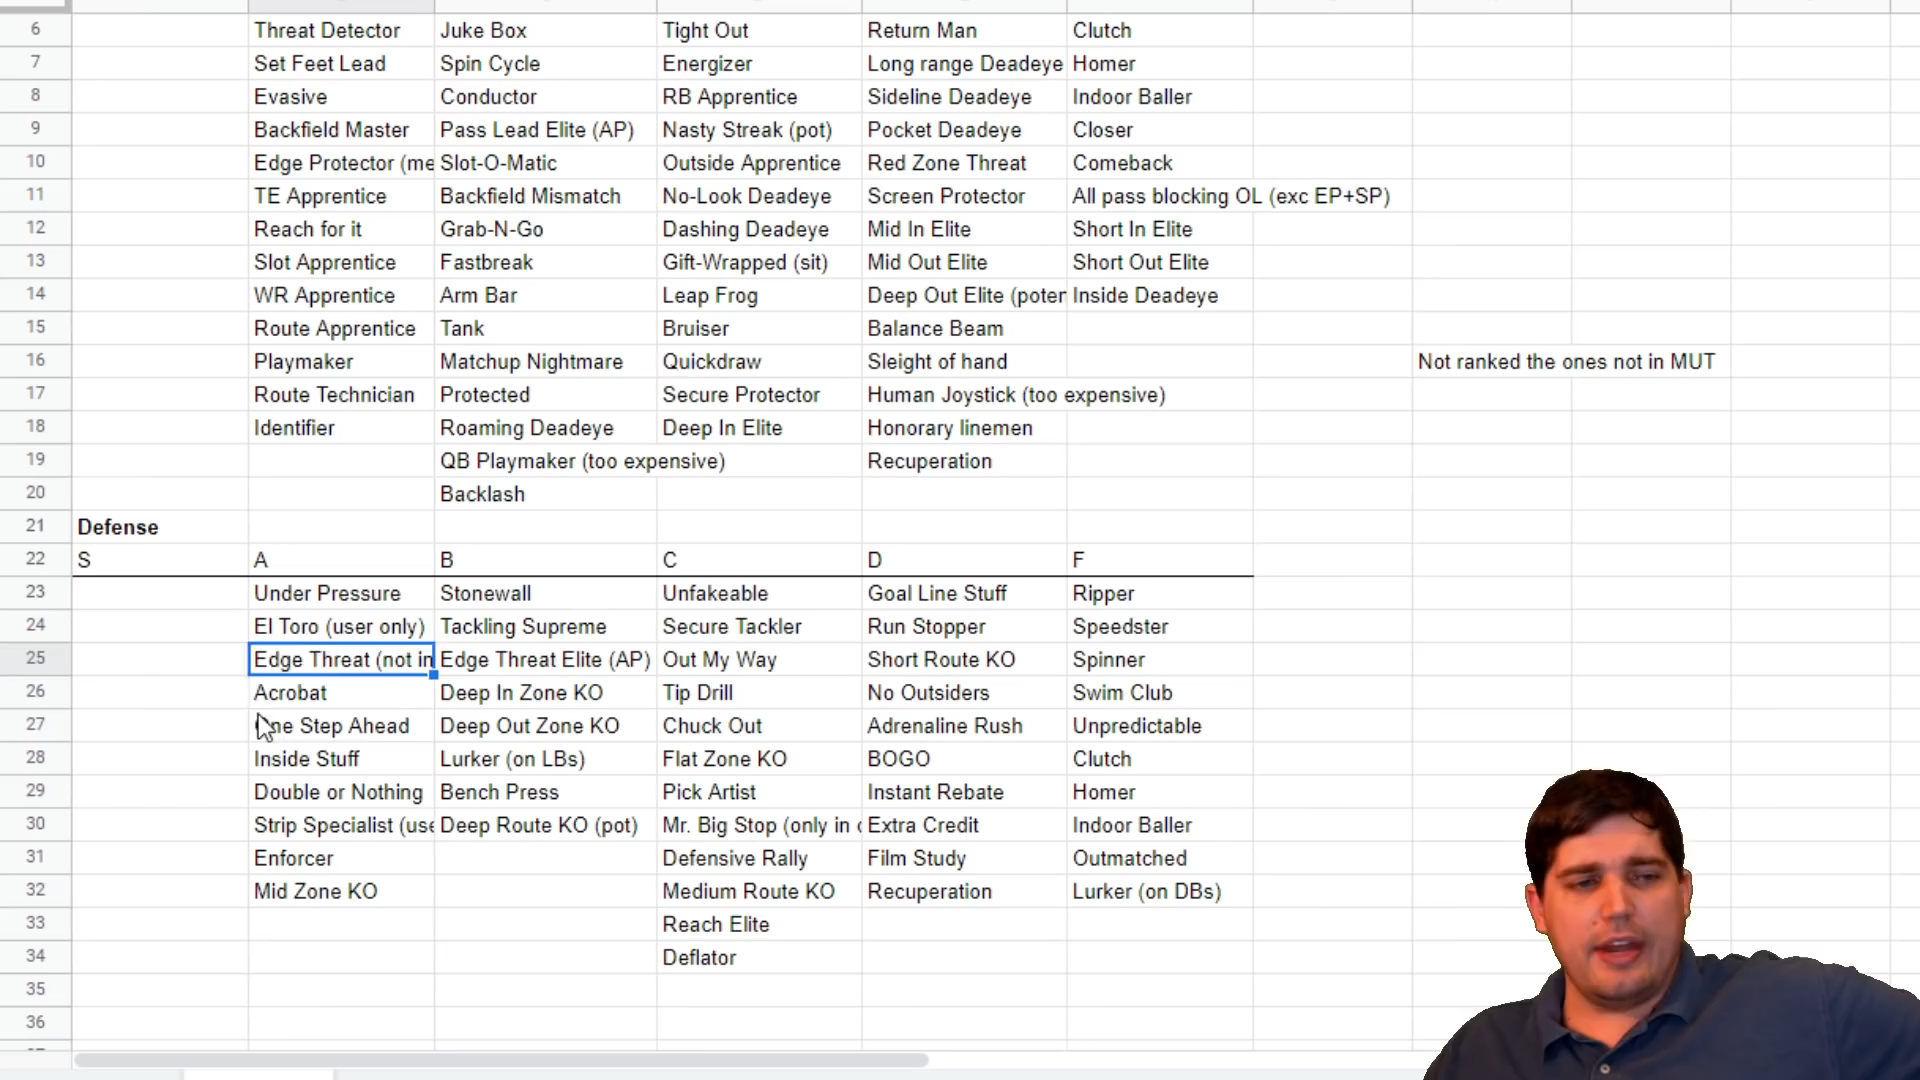 6 Threat Detector Juke Box Tight Out Return Man Clutch
7 Set Feet Lead Spin Cycle Energizer Long range Deadeye Homer
8 Evasive Conductor RB Apprentice Sideline Deadeye Indoor Baller
9 Backfield Master Pass Lead Elite (AP) Nasty Streak (pot) Pocket Deadeye Closer
10 Edge Protector (me Slot-O-Matic Outside Apprentice Red Zone Threat Comeback
11 TE Apprentice Backfield Mismatch No-Look Deadeye Screen Protector All pass blocking OL (exc EP+SP)
12 Reach for it Grab-N-Go Dashing Deadeye Mid In Elite Short In Elite
13 Slot Apprentice Fastbreak Gift-Wrapped (sit) Mid Out Elite Short Out Elite
14 WR Apprentice Arm Bar Leap Frog Deep Out Elite (poter Inside Deadeye
15 Route Apprentice Tank Bruiser Balance Beam
16 Playmaker Matchup Nightmare Quickdraw Sleight of hand Not ranked the ones not in MUT
17 Route Technician Protected Secure Protector Human Joystick (too expensive)
18 Identifier Roaming Deadeye Deep In Elite Honorary linemen
19 QB Playmaker (too expensive) Recuperation
20 Backlash
21 Defense
22 S A B C D F
23 Under Pressure Stonewall Unfakeable Goal Line Stuff Ripper
24 El Toro (user only) Tackling Supreme Secure Tackler Run Stopper Speedster
25 Edge Threat (not in Edge Threat Elite (AP) Out My Way Short Route KO Spinner
26 Acrobat Deep In Zone KO Tip Drill No Outsiders Swim Club
27 One Step Ahead Deep Out Zone KO Chuck Out Adrenaline Rush Unpredictable
28 Inside Stuff Lurker (on LBs) Flat Zone KO BOGO Clutch
29 Double or Nothing Bench Press Pick Artist Instant Rebate Homer
30 Strip Specialist (use Deep Route KO (pot) Mr. Big Stop (only in Extra Credit Indoor Baller
31 Enforcer Defensive Rally Film Study Outmatched
32 Mid Zone KO Medium Route KO Recuperation Lurker (on DBs)
33 Reach Elite
34 Deflator
35
36